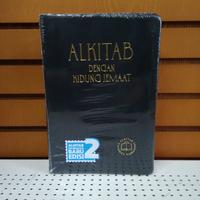 ALKITAB
DENGAN
KIDUNG JEMAAT
ALKITAB
BARU
EDISI
2